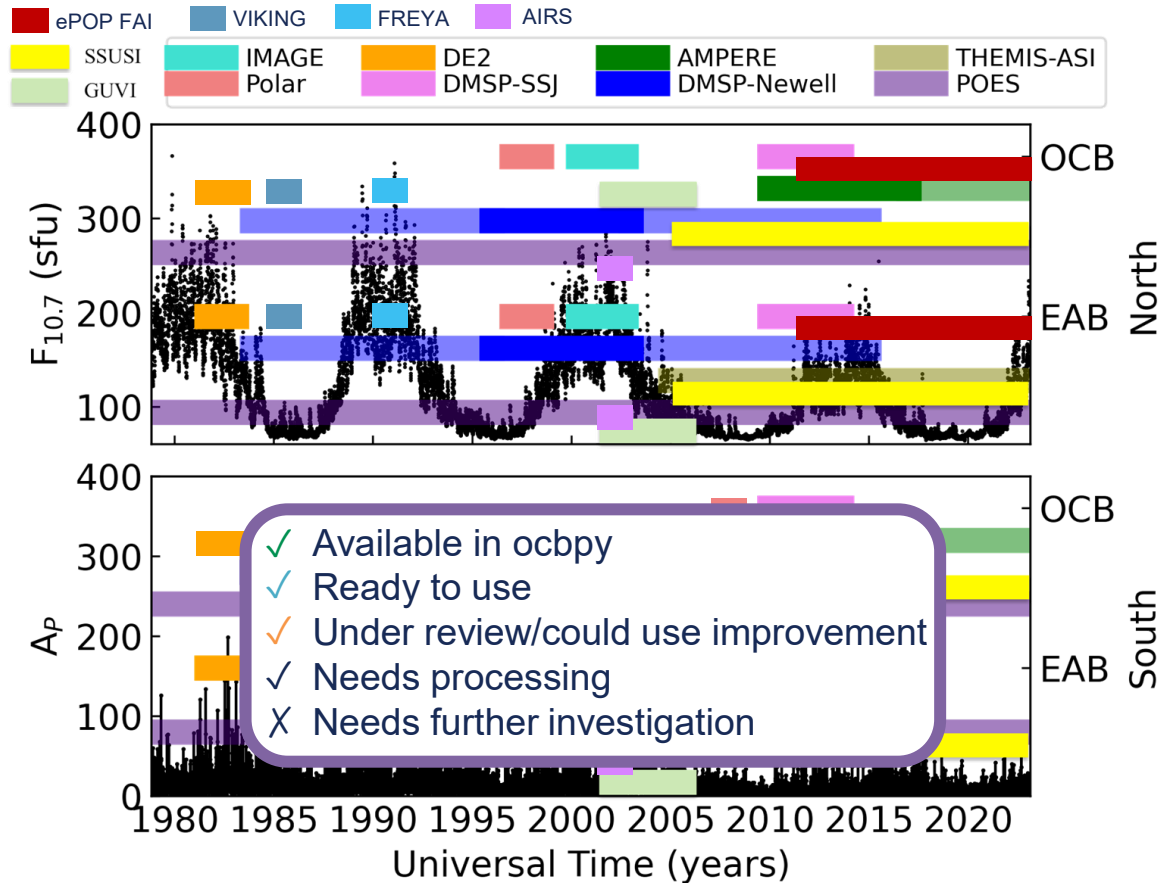 ePOP FAI VIKING FREYA AIRS
SSUSI IMAGE DE2 AMPERE THEMIS-ASI
GUVI Polar DMSP-SSJ DMSP-Newell POES
400
300
200
100
F10.7 (sfu)
OCB
EAB
North
400
300
200
100
0
AP
OCB
EAB
South
✓ Available in ocbpy
✓ Ready to use
✓ Under review/could use improvement
✓ Needs processing
✗ Needs further investigation
1980 1985 1990 1995 2000 2005 2010 2015 2020
Universal Time (years)